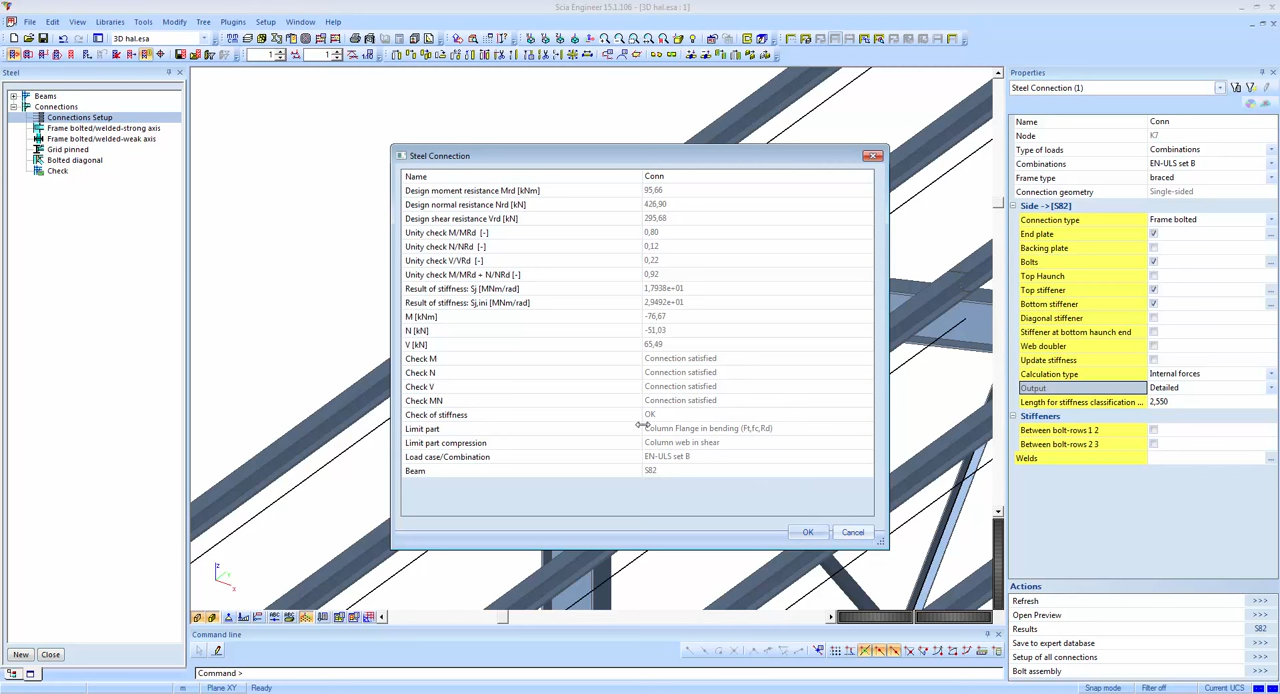 Scia Engineer 15.1.106 - [3D hal.esa : 1]
File Edit View Libraries Tools Modify Tree Plugins Setup Window Help
3D hal.esa
1 1
Steel
Beams
Connections
Connections Setup
Frame bolted/welded-strong axis
Frame bolted/welded-weak axis
Grid pinned
Bolted diagonal
Check
New Close
Steel Connection
Name Conn
Design moment resistance Mrd [kNm] 95,66
Design normal resistance Nrd [kN] 426,90
Design shear resistance Vrd [kN] 295,68
Unity check M/MRd [-] 0,80
Unity check N/NRd [-] 0,12
Unity check V/VRd [-] 0,22
Unity check M/MRd + N/NRd [-] 0,92
Result of stiffness: Sj [MNm/rad] 1,7938e+01
Result of stiffness: Sj,ini [MNm/rad] 2,9492e+01
M [kNm] -76,67
N [kN] -51,03
V [kN] 65,49
Check M Connection satisfied
Check N Connection satisfied
Check V Connection satisfied
Check MN Connection satisfied
Check of stiffness OK
Limit part Column Flange in bending (Ft,fc,Rd)
Limit part compression Column web in shear
Load case/Combination EN-ULS set B
Beam S82
OK Cancel
z
x
Command line
Command >
Properties
Steel Connection (1)
Name Conn
Node K7
Type of loads Combinations
Combinations EN-ULS set B
Frame type braced
Connection geometry Single-sided
Side ->[S82]
Connection type Frame bolted
End plate
Backing plate
Bolts
Top Haunch
Top stiffener
Bottom stiffener
Diagonal stiffener
Stiffener at bottom haunch end
Web doubler
Update stiffness
Calculation type Internal forces
Output Detailed
Length for stiffness classification ... 2,550
Stiffeners
Between bolt-rows 1 2
Between bolt-rows 2 3
Welds
Actions
Refresh >>>
Open Preview >>>
Results S82
Save to expert database >>>
Setup of all connections >>>
Bolt assembly >>>
m Plane XY Ready Snap mode Filter off Current UCS